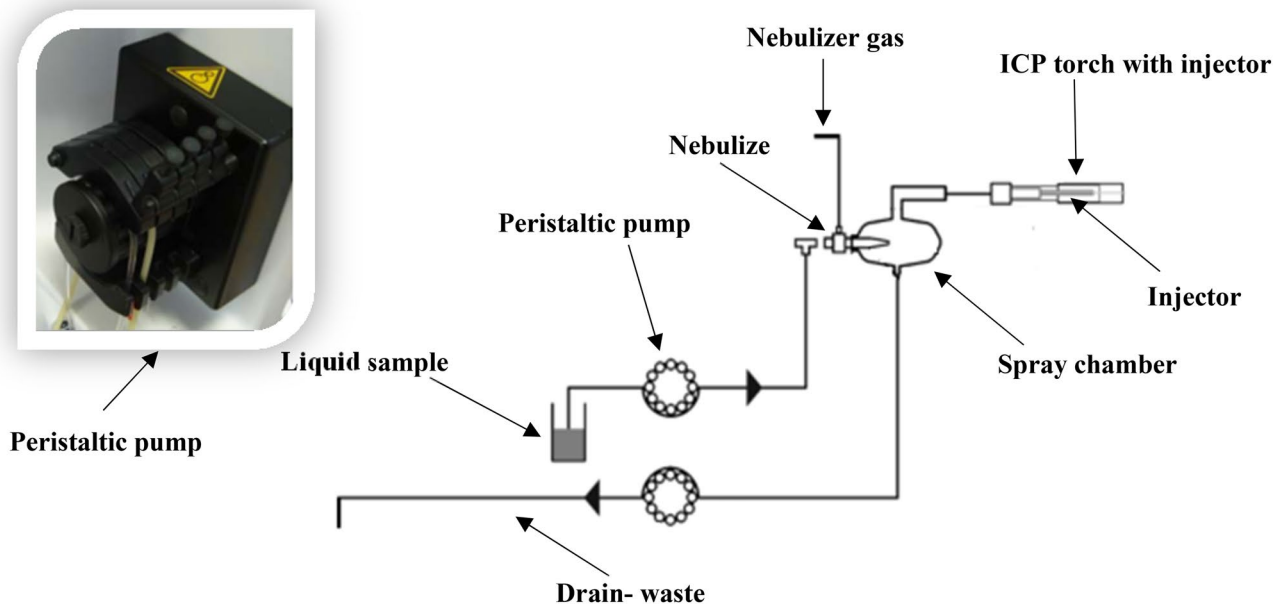 Nebulizer gas
ICP torch with injector
Nebulize
Peristaltic pump
Injector
Liquid sample
Spray chamber
Peristaltic pump
Drain- waste